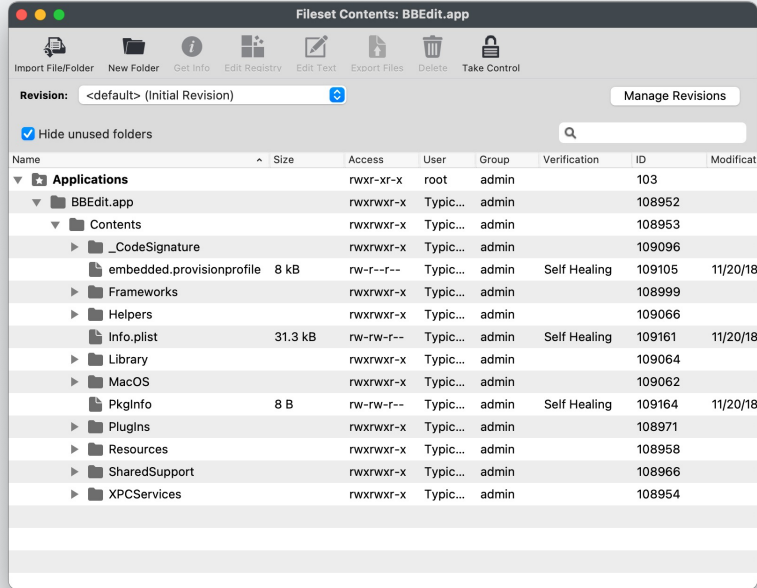 Fileset Contents: BBEdit.app
Import File/Folder New Folder Get Info Edit Registry Edit Text Export Files Delete Take Control
Revision: <default> (Initial Revision) Manage Revisions
Hide unused folders
Name Size Access User Group Verification ID Modificat
Applications rwxr-xr-x root admin 103
BBEdit.app rwxrwxr-x Typic... admin 108952
Contents rwxrwxr-x Typic... admin 108953
_CodeSignature rwxrwxr-x Typic... admin 109096
embedded.provisionprofile 8 kB rw-r--r-- Typic... admin Self Healing 109105 11/20/18
Frameworks rwxrwxr-x Typic... admin 108999
Helpers rwxrwxr-x Typic... admin 109066
Info.plist 31.3 kB rw-rw-r-- Typic... admin Self Healing 109161 11/20/18
Library rwxrwxr-x Typic... admin 109064
MacOS rwxrwxr-x Typic... admin 109062
PkgInfo 8 B rw-rw-r-- Typic... admin Self Healing 109164 11/20/18
PlugIns rwxrwxr-x Typic... admin 108971
Resources rwxrwxr-x Typic... admin 108958
SharedSupport rwxrwxr-x Typic... admin 108966
XPCServices rwxrwxr-x Typic... admin 108954